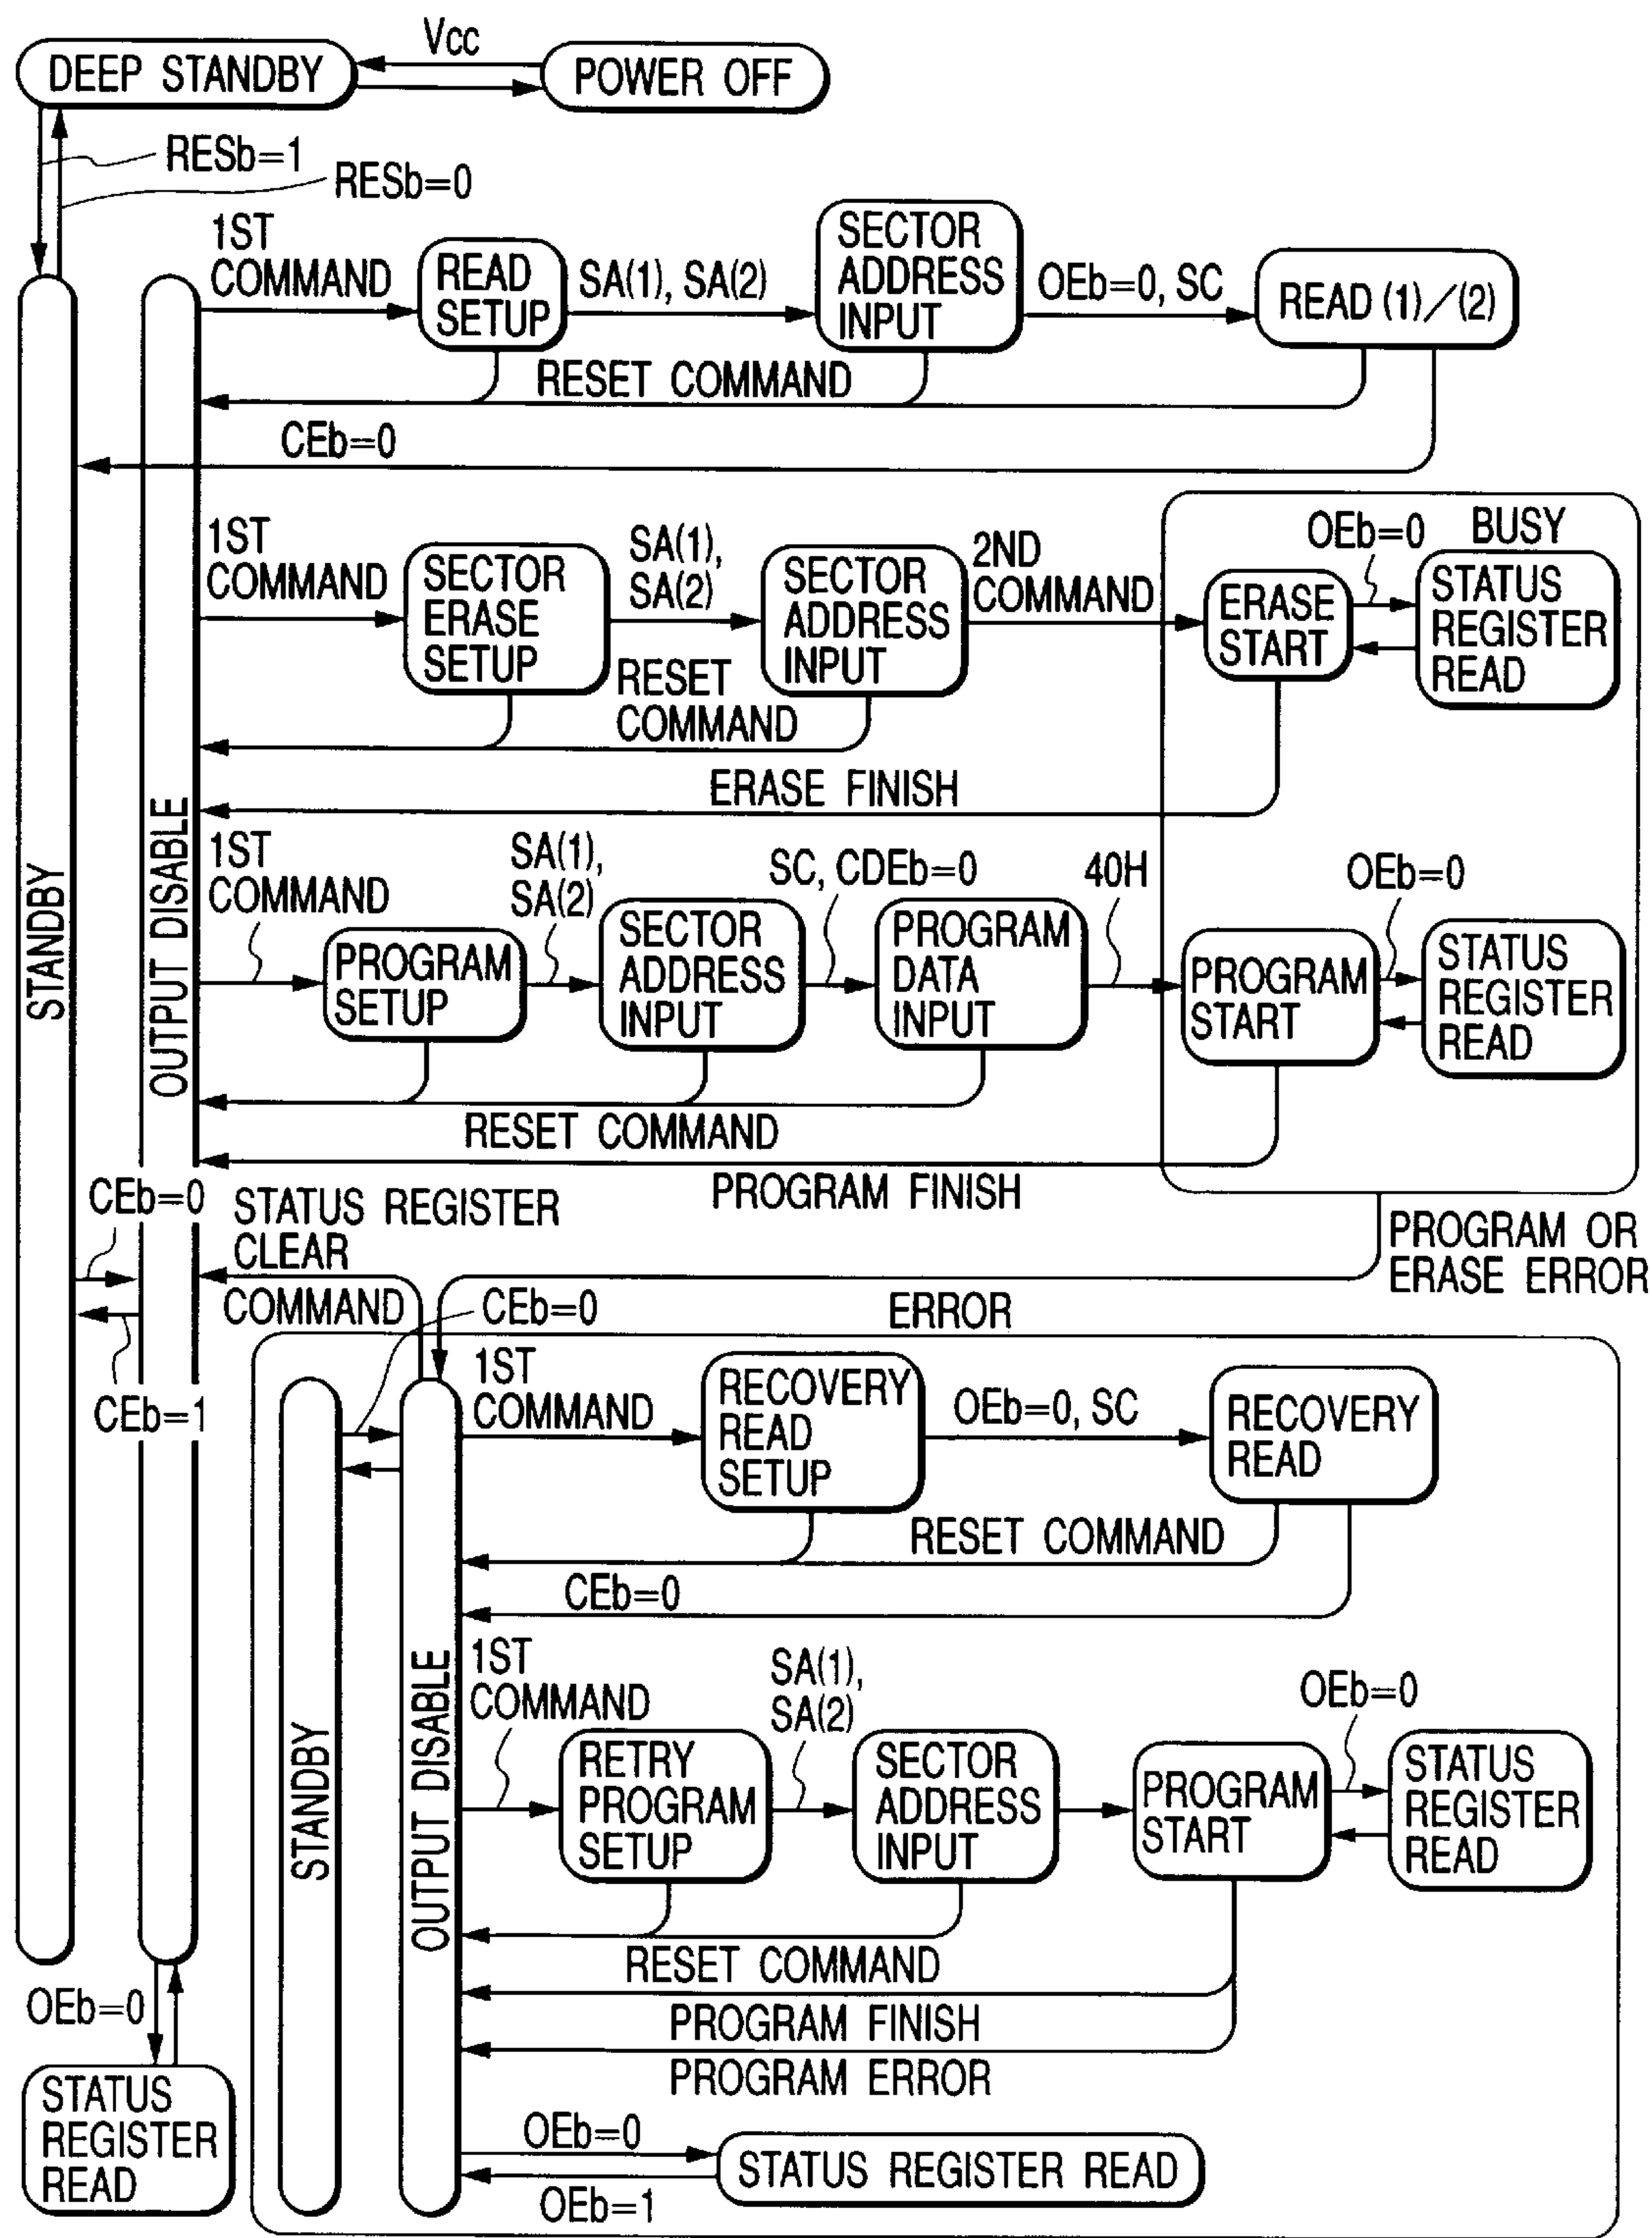 Vcc
DEEP STANDBY
POWER OFF
RESb=1
RESb=0
1ST
COMMAND
READ
SETUP
SA(1), SA(2)
SECTOR
ADDRESS
INPUT
OEb=0, SC
READ (1)/(2)
RESET COMMAND
CEb=0
1ST
COMMAND
SECTOR
ERASE
SETUP
SA(1),
SA(2)
SECTOR
ADDRESS
INPUT
2ND
COMMAND
ERASE
START
OEb=0
BUSY
STATUS
REGISTER
READ
RESET
COMMAND
ERASE FINISH
STANDBY
OUTPUT DISABLE
1ST
COMMAND
PROGRAM
SETUP
SA(1),
SA(2)
SECTOR
ADDRESS
INPUT
SC, CDEb=0
PROGRAM
DATA
INPUT
40H
PROGRAM
START
OEb=0
STATUS
REGISTER
READ
RESET COMMAND
PROGRAM FINISH
CEb=0
CEb=1
STATUS REGISTER
CLEAR
COMMAND
PROGRAM OR
ERASE ERROR
ERROR
CEb=0
STANDBY
OUTPUT DISABLE
1ST
COMMAND
RECOVERY
READ
SETUP
OEb=0, SC
RECOVERY
READ
RESET COMMAND
CEb=0
1ST
COMMAND
RETRY
PROGRAM
SETUP
SA(1),
SA(2)
SECTOR
ADDRESS
INPUT
PROGRAM
START
OEb=0
STATUS
REGISTER
READ
RESET COMMAND
PROGRAM FINISH
PROGRAM ERROR
OEb=0
STATUS REGISTER READ
OEb=1
OEb=0
STATUS
REGISTER
READ